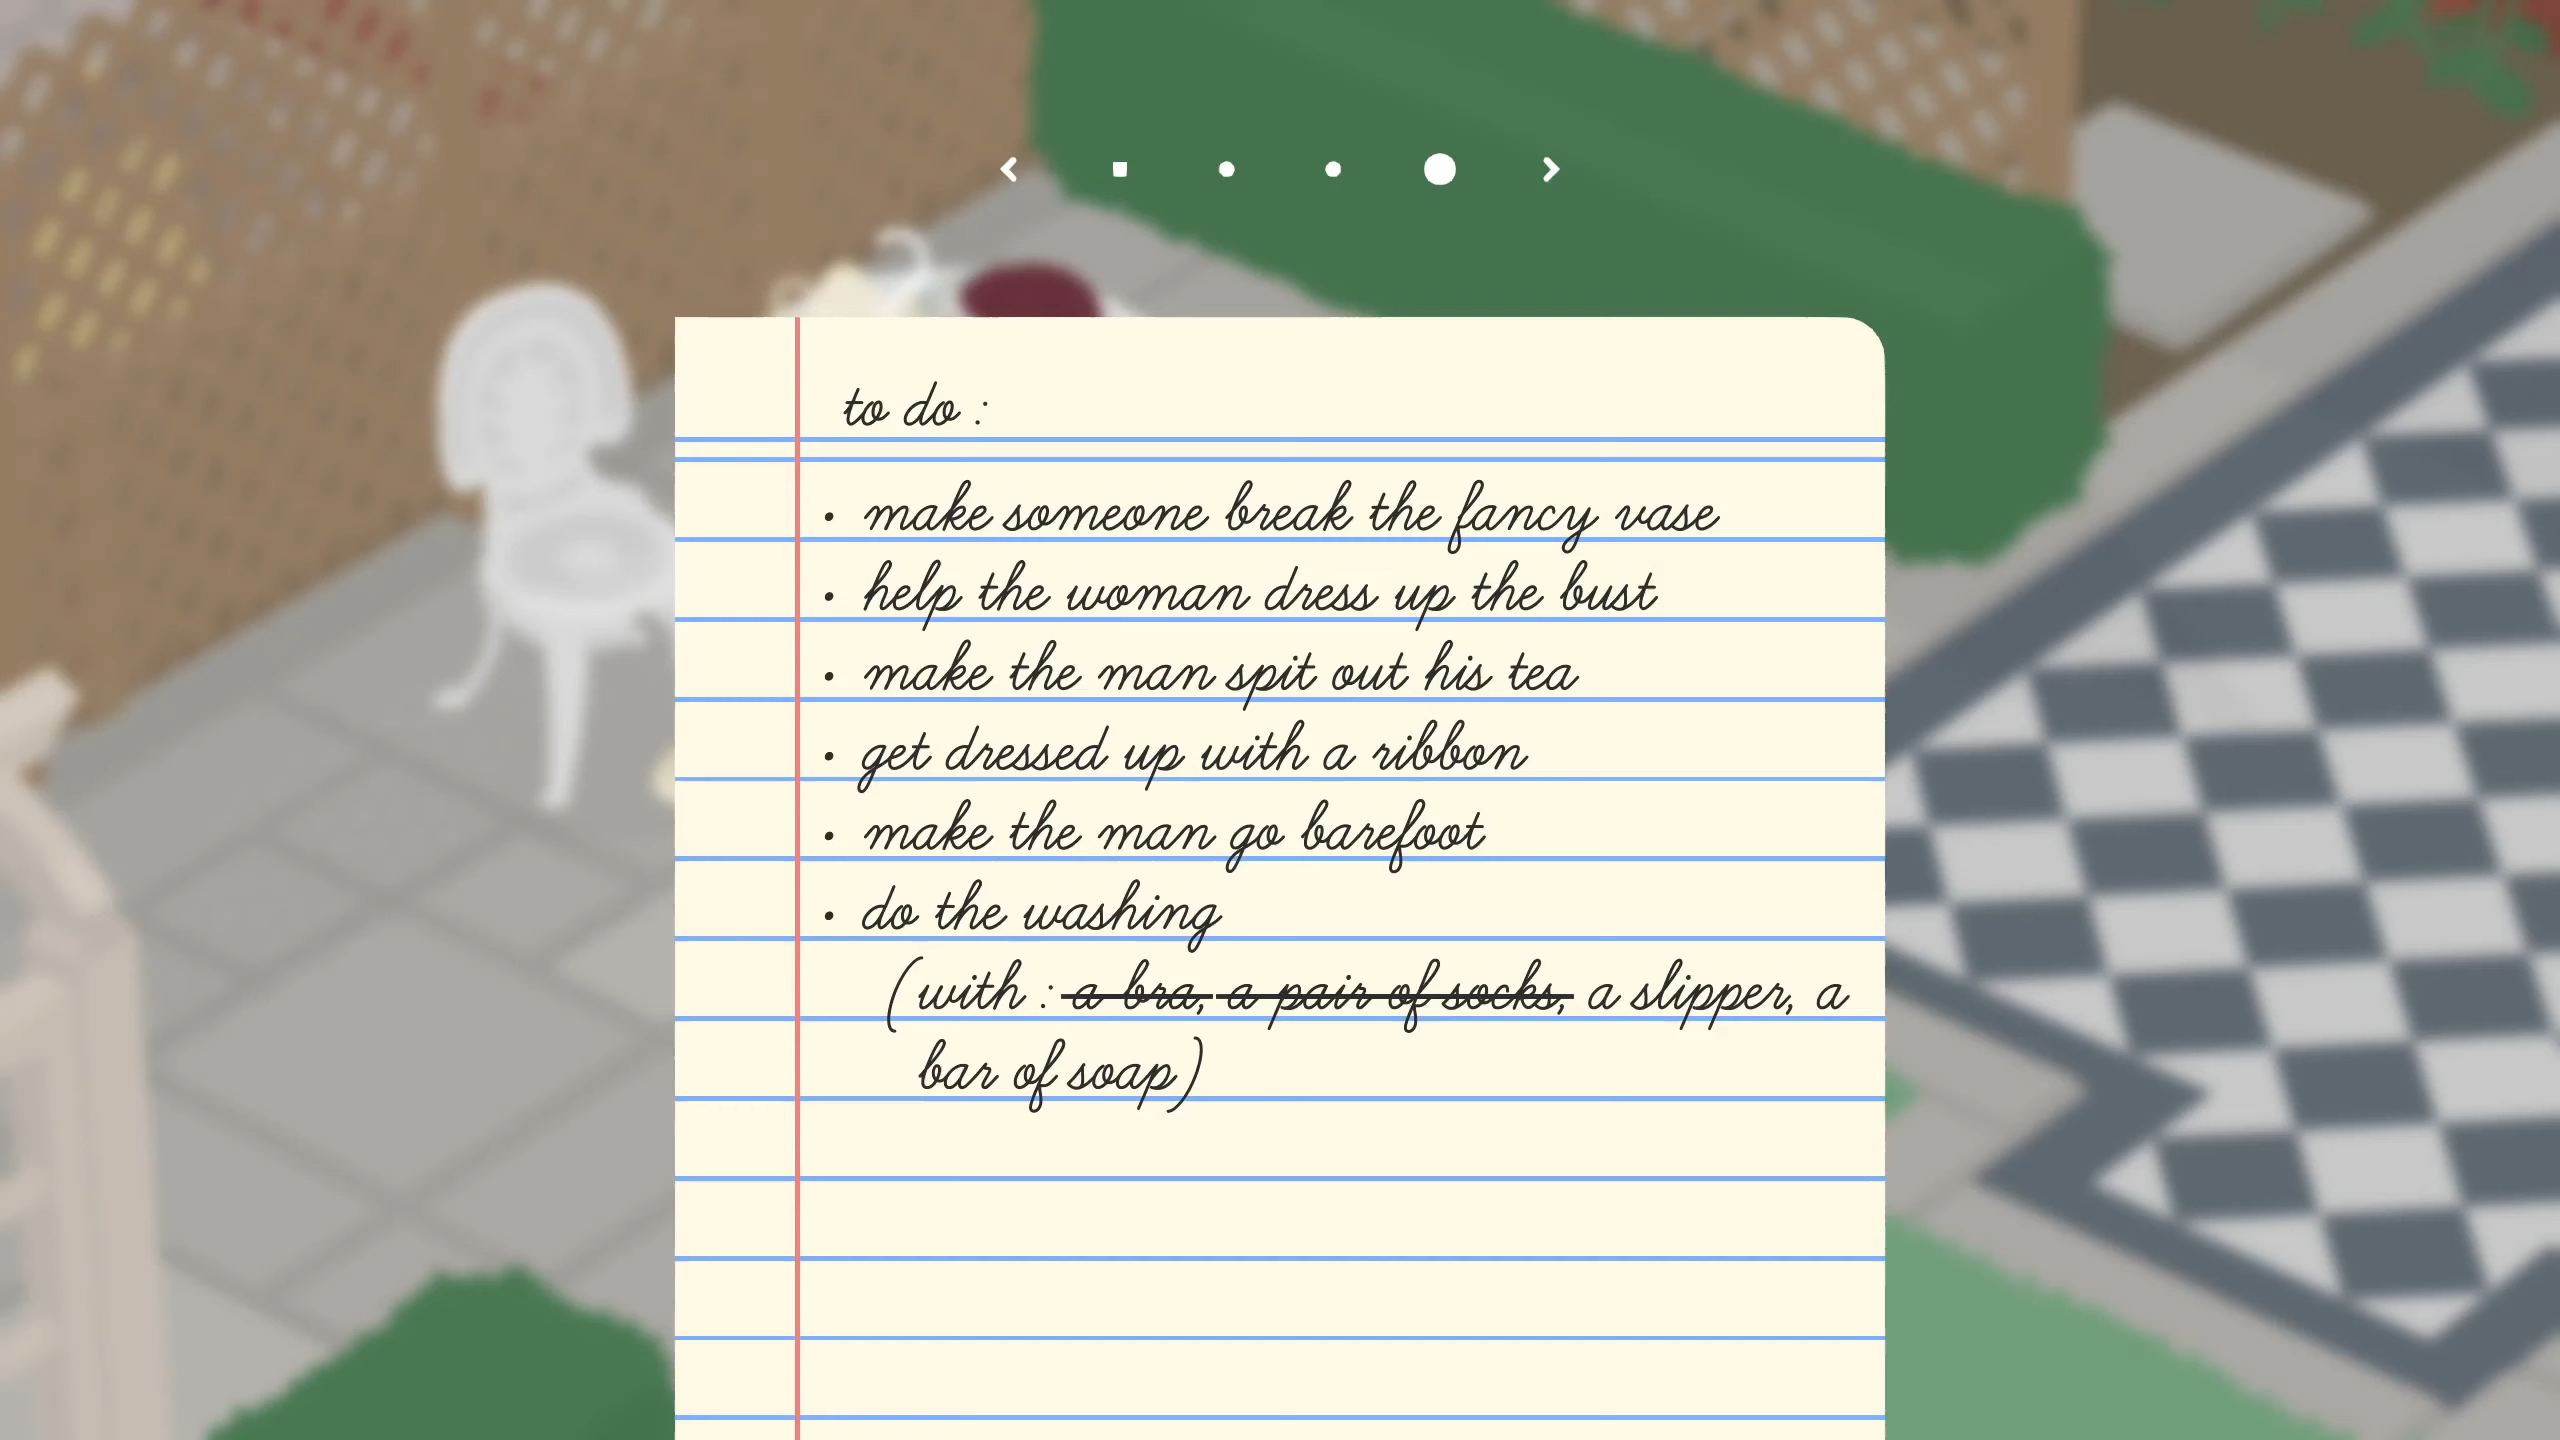 to do :
• make someone break the fancy vase
• help the woman dress up the bust
• make the man spit out his tea
• get dressed up with a ribbon
• make the man go barefoot
• do the washing
(with : a bra, a pair of socks, a slipper, a
bar of soap)